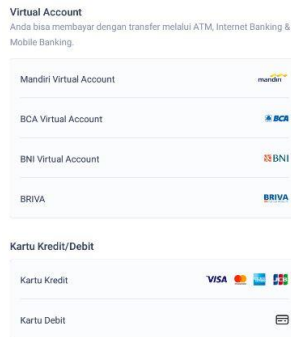 Virtual Account
Anda bisa membayar dengan transfer melalui ATM, Internet Banking &
Mobile Banking.
Mandiri Virtual Account mandiri
BCA Virtual Account BCA
BNI Virtual Account BNI
BRIVA BRIVA
Kartu Kredit/Debit
Kartu Kredit VISA JCB
Kartu Debit